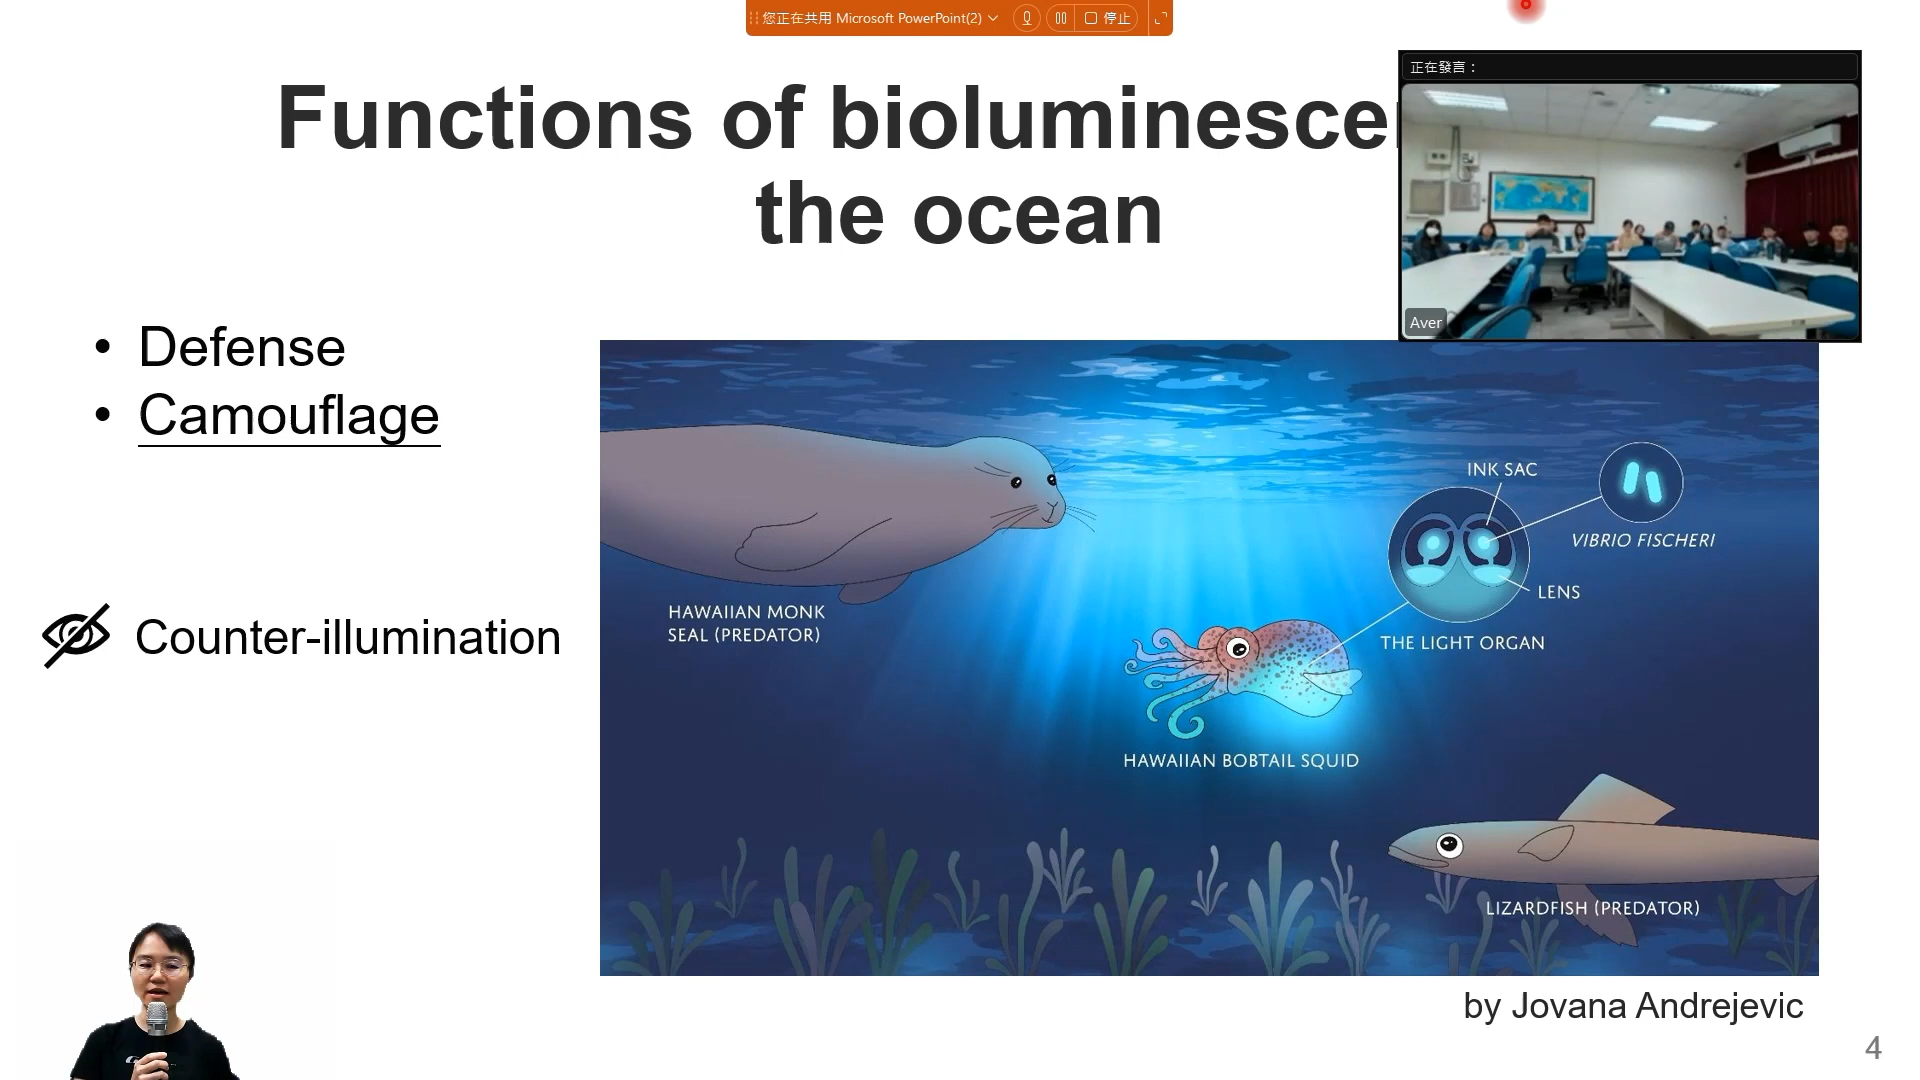 您正在共用 Microsoft PowerPoint(2)
停止
正在發言：
Functions of bioluminescen
the ocean
Aver
• Defense
• Camouflage
Counter-illumination
INK SAC
VIBRIO FISCHERI
LENS
THE LIGHT ORGAN
HAWAIIAN MONK
SEAL (PREDATOR)
HAWAIIAN BOBTAIL SQUID
LIZARDFISH (PREDATOR)
by Jovana Andrejevic
4